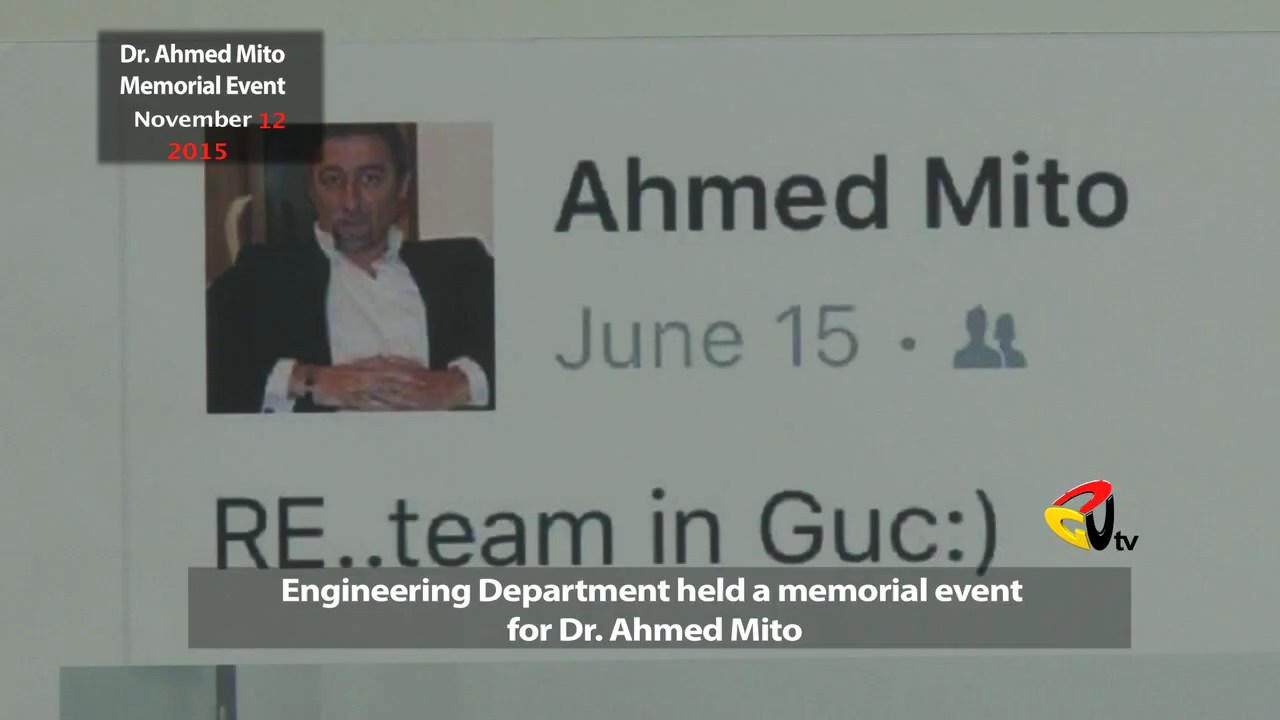 Dr. Ahmed Mito
Memorial Event
November 12
2015
Ahmed Mito
June 15 ·
RE..team in Guc:)
tv
Engineering Department held a memorial event
for Dr. Ahmed Mito